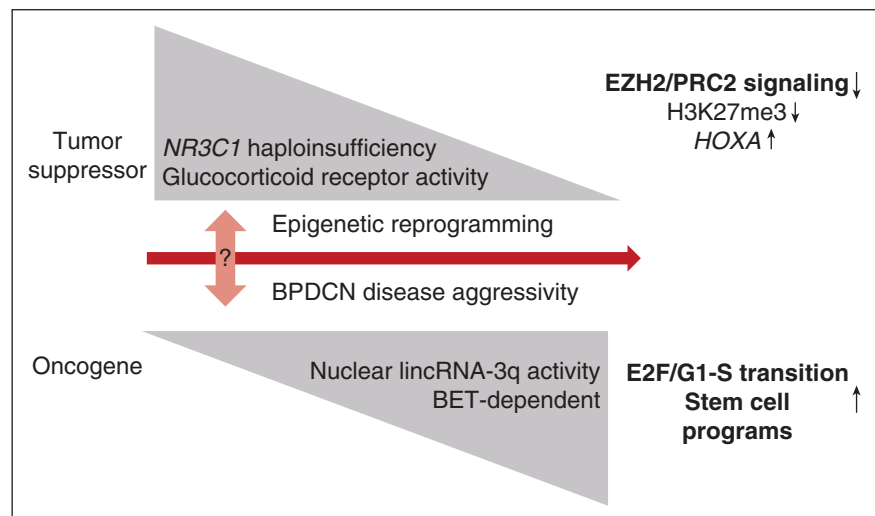 EZH2/PRC2 signaling↓
H3K27me3↓
HOXA↑
Tumor
suppressor
NR3C1 haploinsufficiency
Glucocorticoid receptor activity
Epigenetic reprogramming
?
BPDCN disease aggressivity
Oncogene
Nuclear lincRNA-3q activity
BET-dependent
E2F/G1-S transition
Stem cell ↑
programs